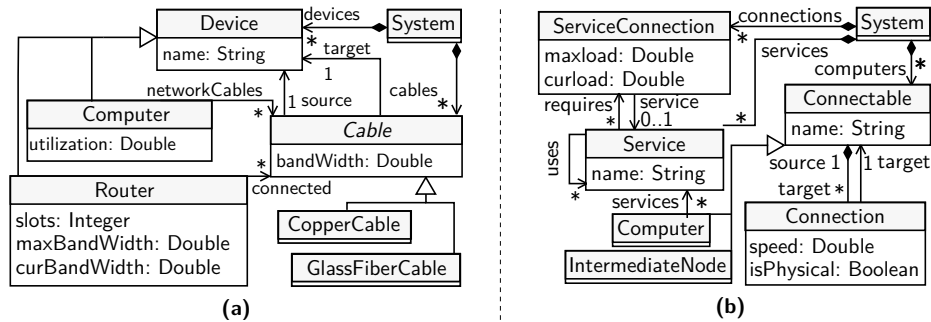 Device
name: String
devices
*
System
target
1
networkCables
*
1 source
cables
*
Computer
utilization: Double
Cable
bandWidth: Double
Router
slots: Integer
maxBandWidth: Double
curBandWidth: Double
*
connected
CopperCable
GlassFiberCable
(a)
ServiceConnection
maxload: Double
curload: Double
connections
*
System
services
*
computers
*
requires
*
service
0..1
Connectable
name: String
Service
name: String
uses
*
source 1
1 target
target *
services
*
Computer
IntermediateNode
Connection
speed: Double
isPhysical: Boolean
(b)